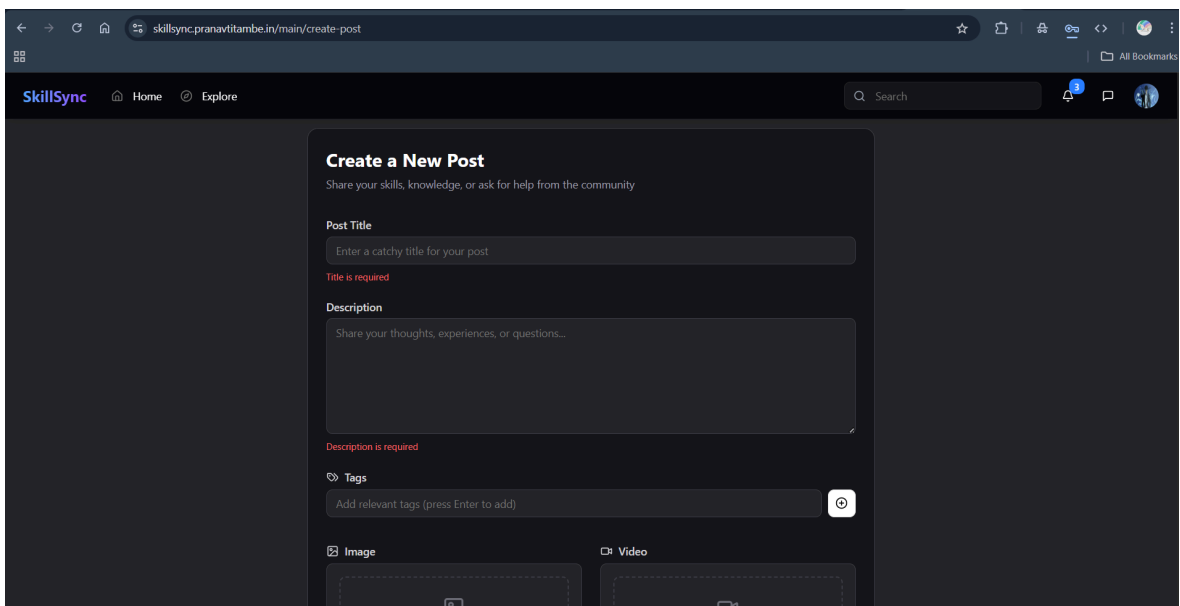 skillsync.pranavtitambe.in/main/create-post
All Bookmarks
SkillSync Home Explore Search 3
Create a New Post
Share your skills, knowledge, or ask for help from the community
Post Title
Enter a catchy title for your post
Title is required
Description
Share your thoughts, experiences, or questions...
Description is required
Tags
Add relevant tags (press Enter to add)
Image Video